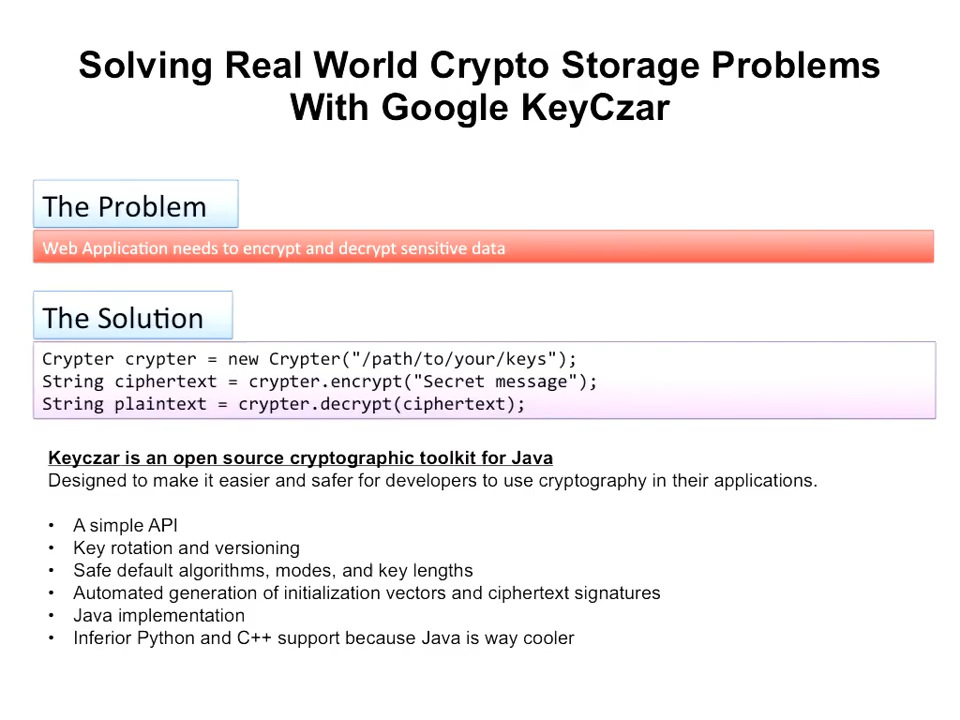 Solving Real World Crypto Storage Problems
With Google KeyCzar
The Problem
Web Application needs to encrypt and decrypt sensitive data
The Solution
Crypter crypter = new Crypter("/path/to/your/keys");
String ciphertext = crypter.encrypt("Secret message");
String plaintext = crypter.decrypt(ciphertext);
Keyczar is an open source cryptographic toolkit for Java
Designed to make it easier and safer for developers to use cryptography in their applications.
• A simple API
• Key rotation and versioning
• Safe default algorithms, modes, and key lengths
• Automated generation of initialization vectors and ciphertext signatures
• Java implementation
• Inferior Python and C++ support because Java is way cooler